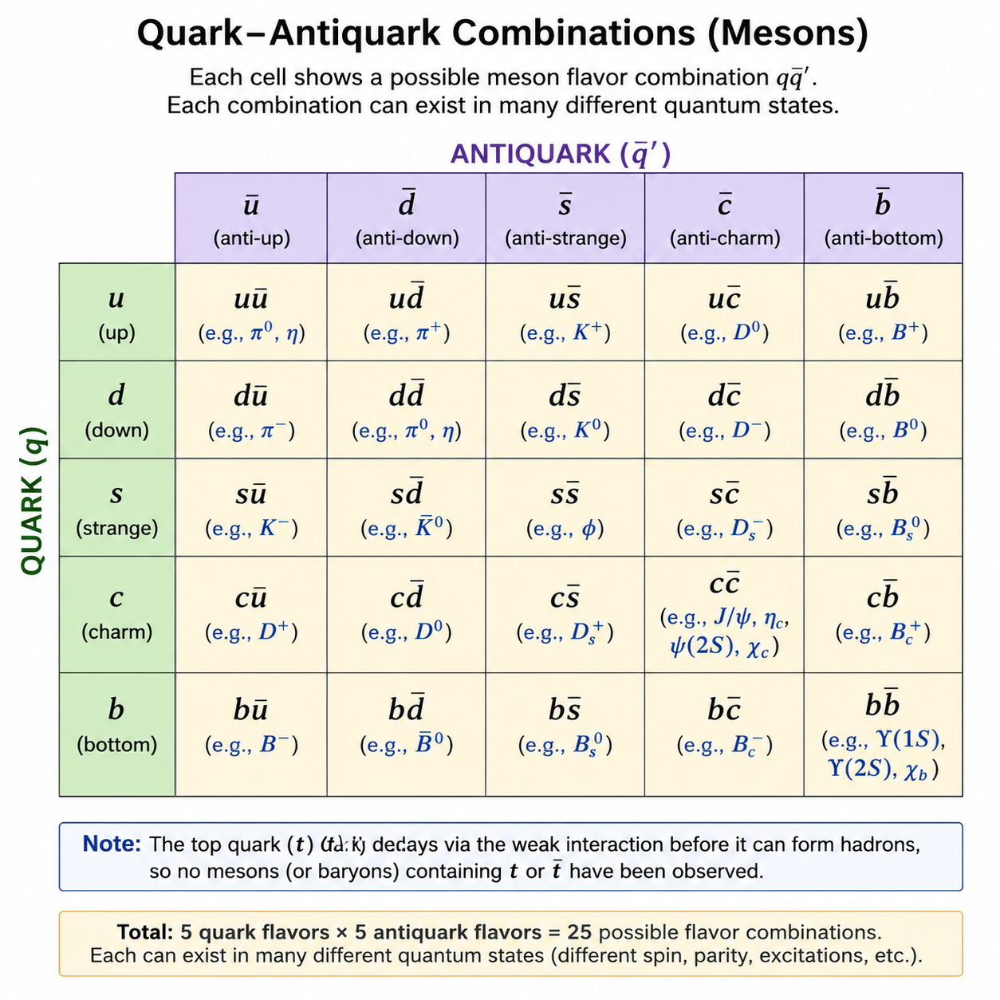 Quark–Antiquark Combinations (Mesons)
Each cell shows a possible meson flavor combination qq̄′.
Each combination can exist in many different quantum states.
ANTIQUARK (q̄′)
ū d̄ s̄ c̄ b̄
(anti-up) (anti-down) (anti-strange) (anti-charm) (anti-bottom)
QUARK (q)
u uū ud̄ us̄ uc̄ ub̄
(up) (e.g., π⁰, η) (e.g., π⁺) (e.g., K⁺) (e.g., D⁰) (e.g., B⁺)
d dū dd̄ ds̄ dc̄ db̄
(down) (e.g., π⁻) (e.g., π⁰, η) (e.g., K⁰) (e.g., D⁻) (e.g., B⁰)
s sū sd̄ ss̄ sc̄ sb̄
(strange) (e.g., K⁻) (e.g., K̄⁰) (e.g., ϕ) (e.g., Dₛ⁻) (e.g., Bₛ⁰)
c cū cd̄ cs̄ cc̄ cb̄
(charm) (e.g., D⁺) (e.g., D⁰) (e.g., Dₛ⁺) (e.g., J/ψ, η_c, (e.g., B_c⁺)
ψ(2S), χ_c)
b bū bd̄ bs̄ bc̄ bb̄
(bottom) (e.g., B⁻) (e.g., B̄⁰) (e.g., Bₛ⁰) (e.g., B_c⁻) (e.g., ϒ(1S),
ϒ(2S), χ_b)
Note: The top quark (t) decays via the weak interaction before it can form hadrons,
so no mesons (or baryons) containing t or t̄ have been observed.
Total: 5 quark flavors × 5 antiquark flavors = 25 possible flavor combinations.
Each can exist in many different quantum states (different spin, parity, excitations, etc.).